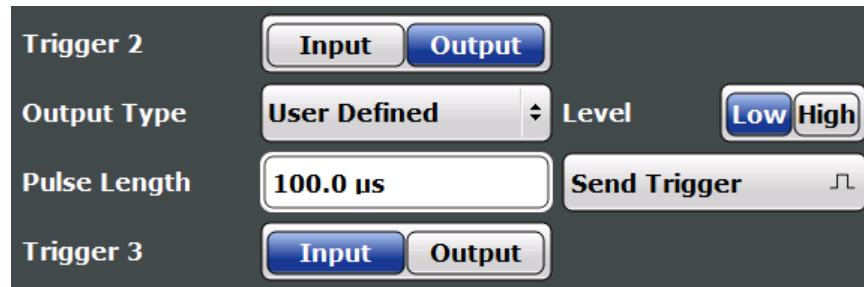 Trigger 2 Input Output
Output Type User Defined Level Low High
Pulse Length 100.0 µs Send Trigger
Trigger 3 Input Output